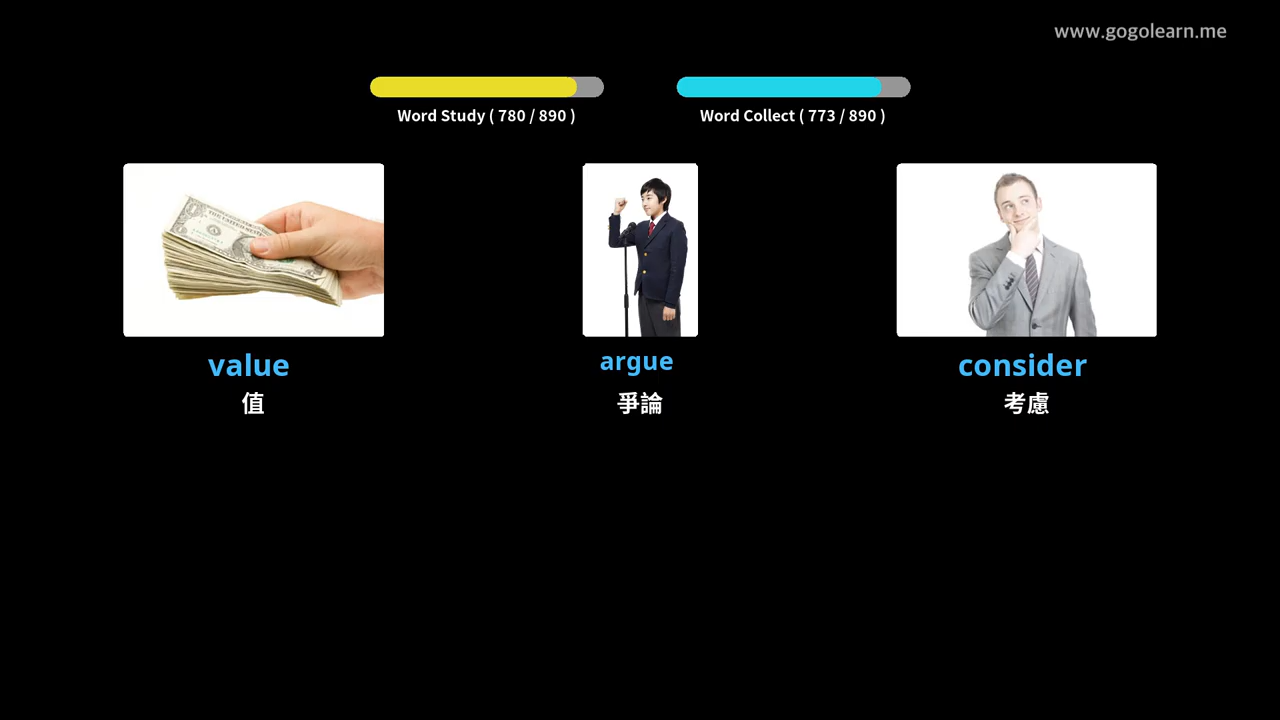 www.gogolearn.me
Word Study ( 780 / 890 )
Word Collect ( 773 / 890 )
value
argue
consider
值
爭論
考慮